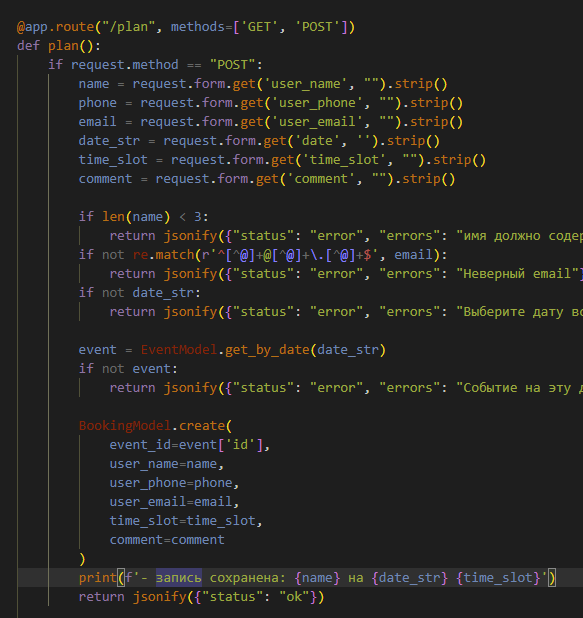 @app.route("/plan", methods=['GET', 'POST'])
def plan():
    if request.method == "POST":
        name = request.form.get('user_name', "").strip()
        phone = request.form.get('user_phone', "").strip()
        email = request.form.get('user_email', "").strip()
        date_str = request.form.get('date', '').strip()
        time_slot = request.form.get('time_slot', "").strip()
        comment = request.form.get('comment', "").strip()

        if len(name) < 3:
            return jsonify({"status": "error", "errors": "имя должно содер
        if not re.match(r'^[^@]+@[^@]+\.[^@]+$', email):
            return jsonify({"status": "error", "errors": "Неверный email"
        if not date_str:
            return jsonify({"status": "error", "errors": "Выберите дату во

        event = EventModel.get_by_date(date_str)
        if not event:
            return jsonify({"status": "error", "errors": "Событие на эту д

        BookingModel.create(
            event_id=event['id'],
            user_name=name,
            user_phone=phone,
            user_email=email,
            time_slot=time_slot,
            comment=comment
        )
        print(f'- запись сохранена: {name} на {date_str} {time_slot}')
        return jsonify({"status": "ok"})